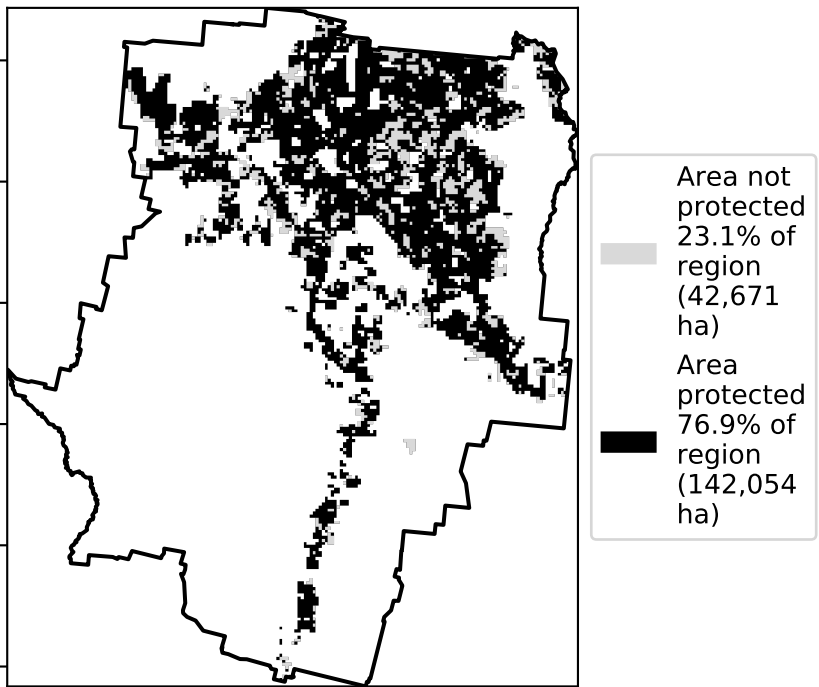 Area not
protected
23.1% of
region
(42,671
ha)
Area
protected
76.9% of
region
(142,054
ha)